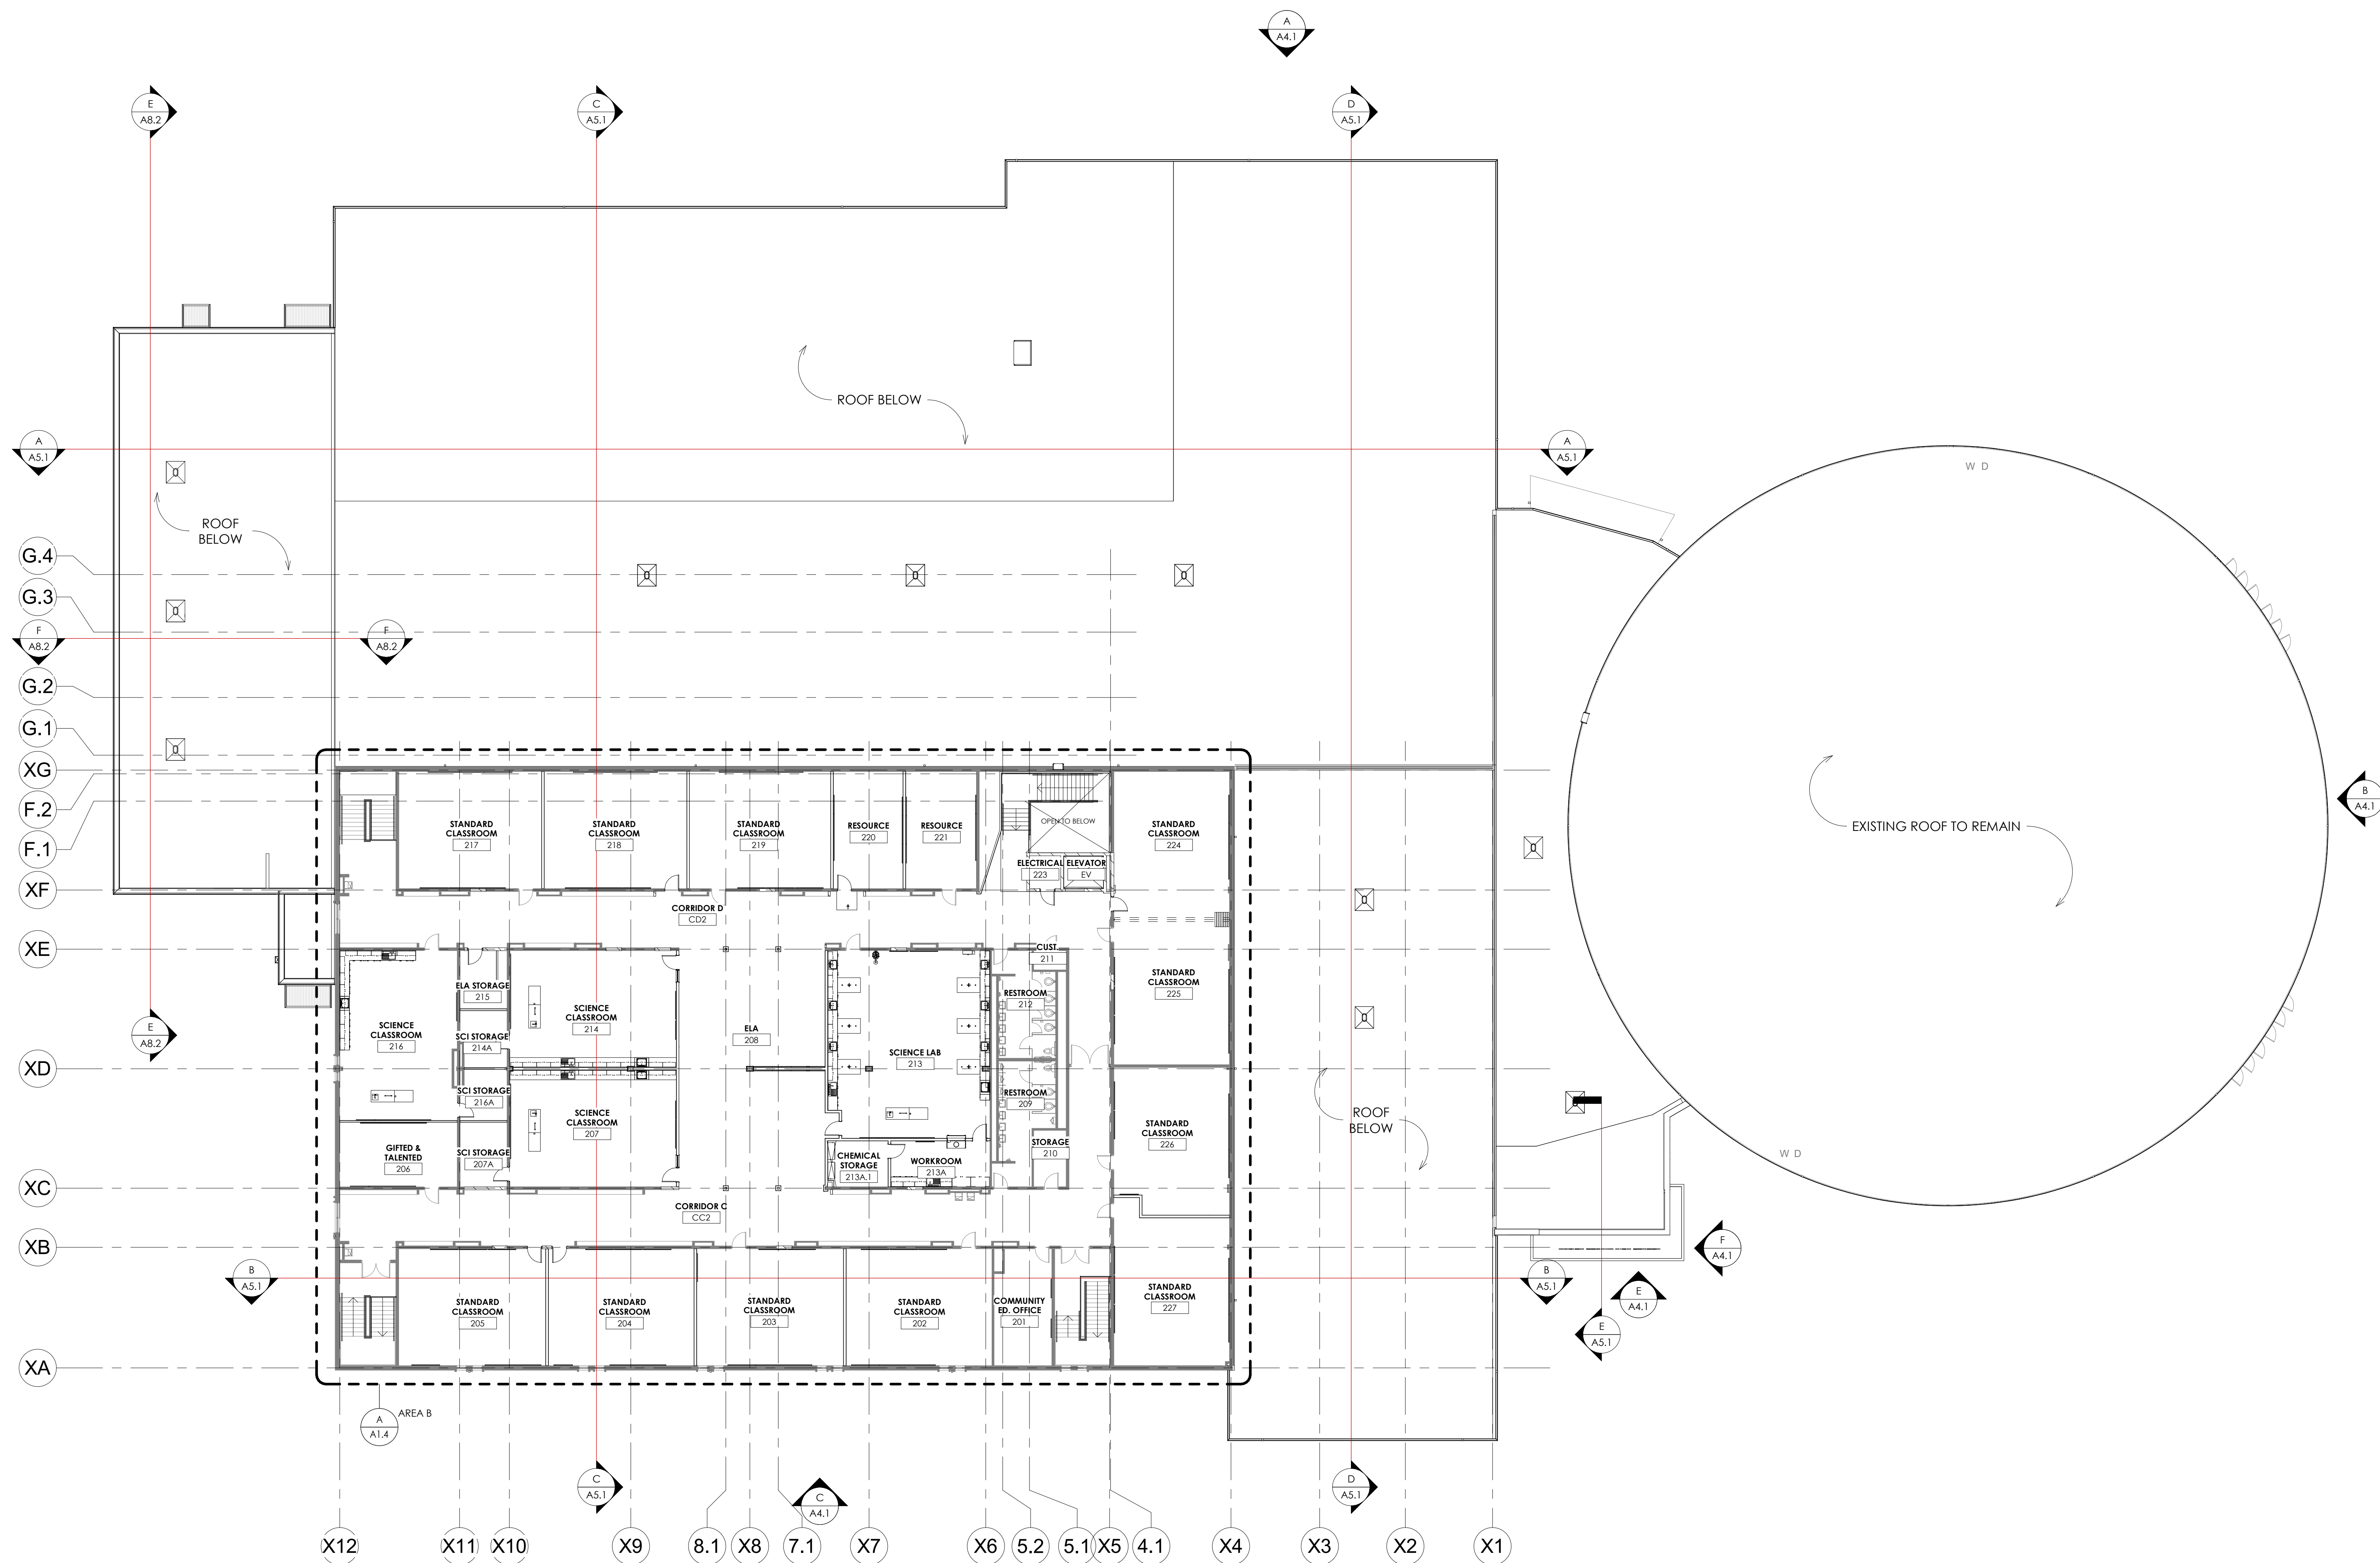 A
A4.1
E
A8.2
C
A5.1
D
A5.1
ROOF BELOW
A
A5.1
A
A5.1
W D
ROOF
BELOW
G.4
G.3
F
A8.2
F
A8.2
G.2
G.1
XG
F.2
F.1
XF
XE
XD
XC
XB
XA
B
A4.1
EXISTING ROOF TO REMAIN
STANDARD
CLASSROOM
217
STANDARD
CLASSROOM
218
STANDARD
CLASSROOM
219
RESOURCE
220
RESOURCE
221
OPEN TO BELOW
ELECTRICAL
223
ELEVATOR
EV
STANDARD
CLASSROOM
224
CORRIDOR D
CD2
CUST.
211
STANDARD
CLASSROOM
225
ELA STORAGE
215
SCIENCE
CLASSROOM
214
RESTROOM
212
SCIENCE
CLASSROOM
216
SCI STORAGE
214A
ELA
208
SCIENCE LAB
213
E
A8.2
SCI STORAGE
216A
SCIENCE
CLASSROOM
207
RESTROOM
209
ROOF
BELOW
GIFTED &
TALENTED
206
SCI STORAGE
207A
CHEMICAL
STORAGE
213A.1
WORKROOM
213A
STORAGE
210
STANDARD
CLASSROOM
226
W D
CORRIDOR C
CC2
F
A4.1
B
A5.1
B
A5.1
E
A4.1
E
A5.1
STANDARD
CLASSROOM
205
STANDARD
CLASSROOM
204
STANDARD
CLASSROOM
203
STANDARD
CLASSROOM
202
COMMUNITY
ED. OFFICE
201
STANDARD
CLASSROOM
227
A
A1.4
AREA B
C
A5.1
C
A4.1
D
A5.1
X12
X11
X10
X9
8.1
X8
7.1
X7
X6
5.2
5.1
X5
4.1
X4
X3
X2
X1